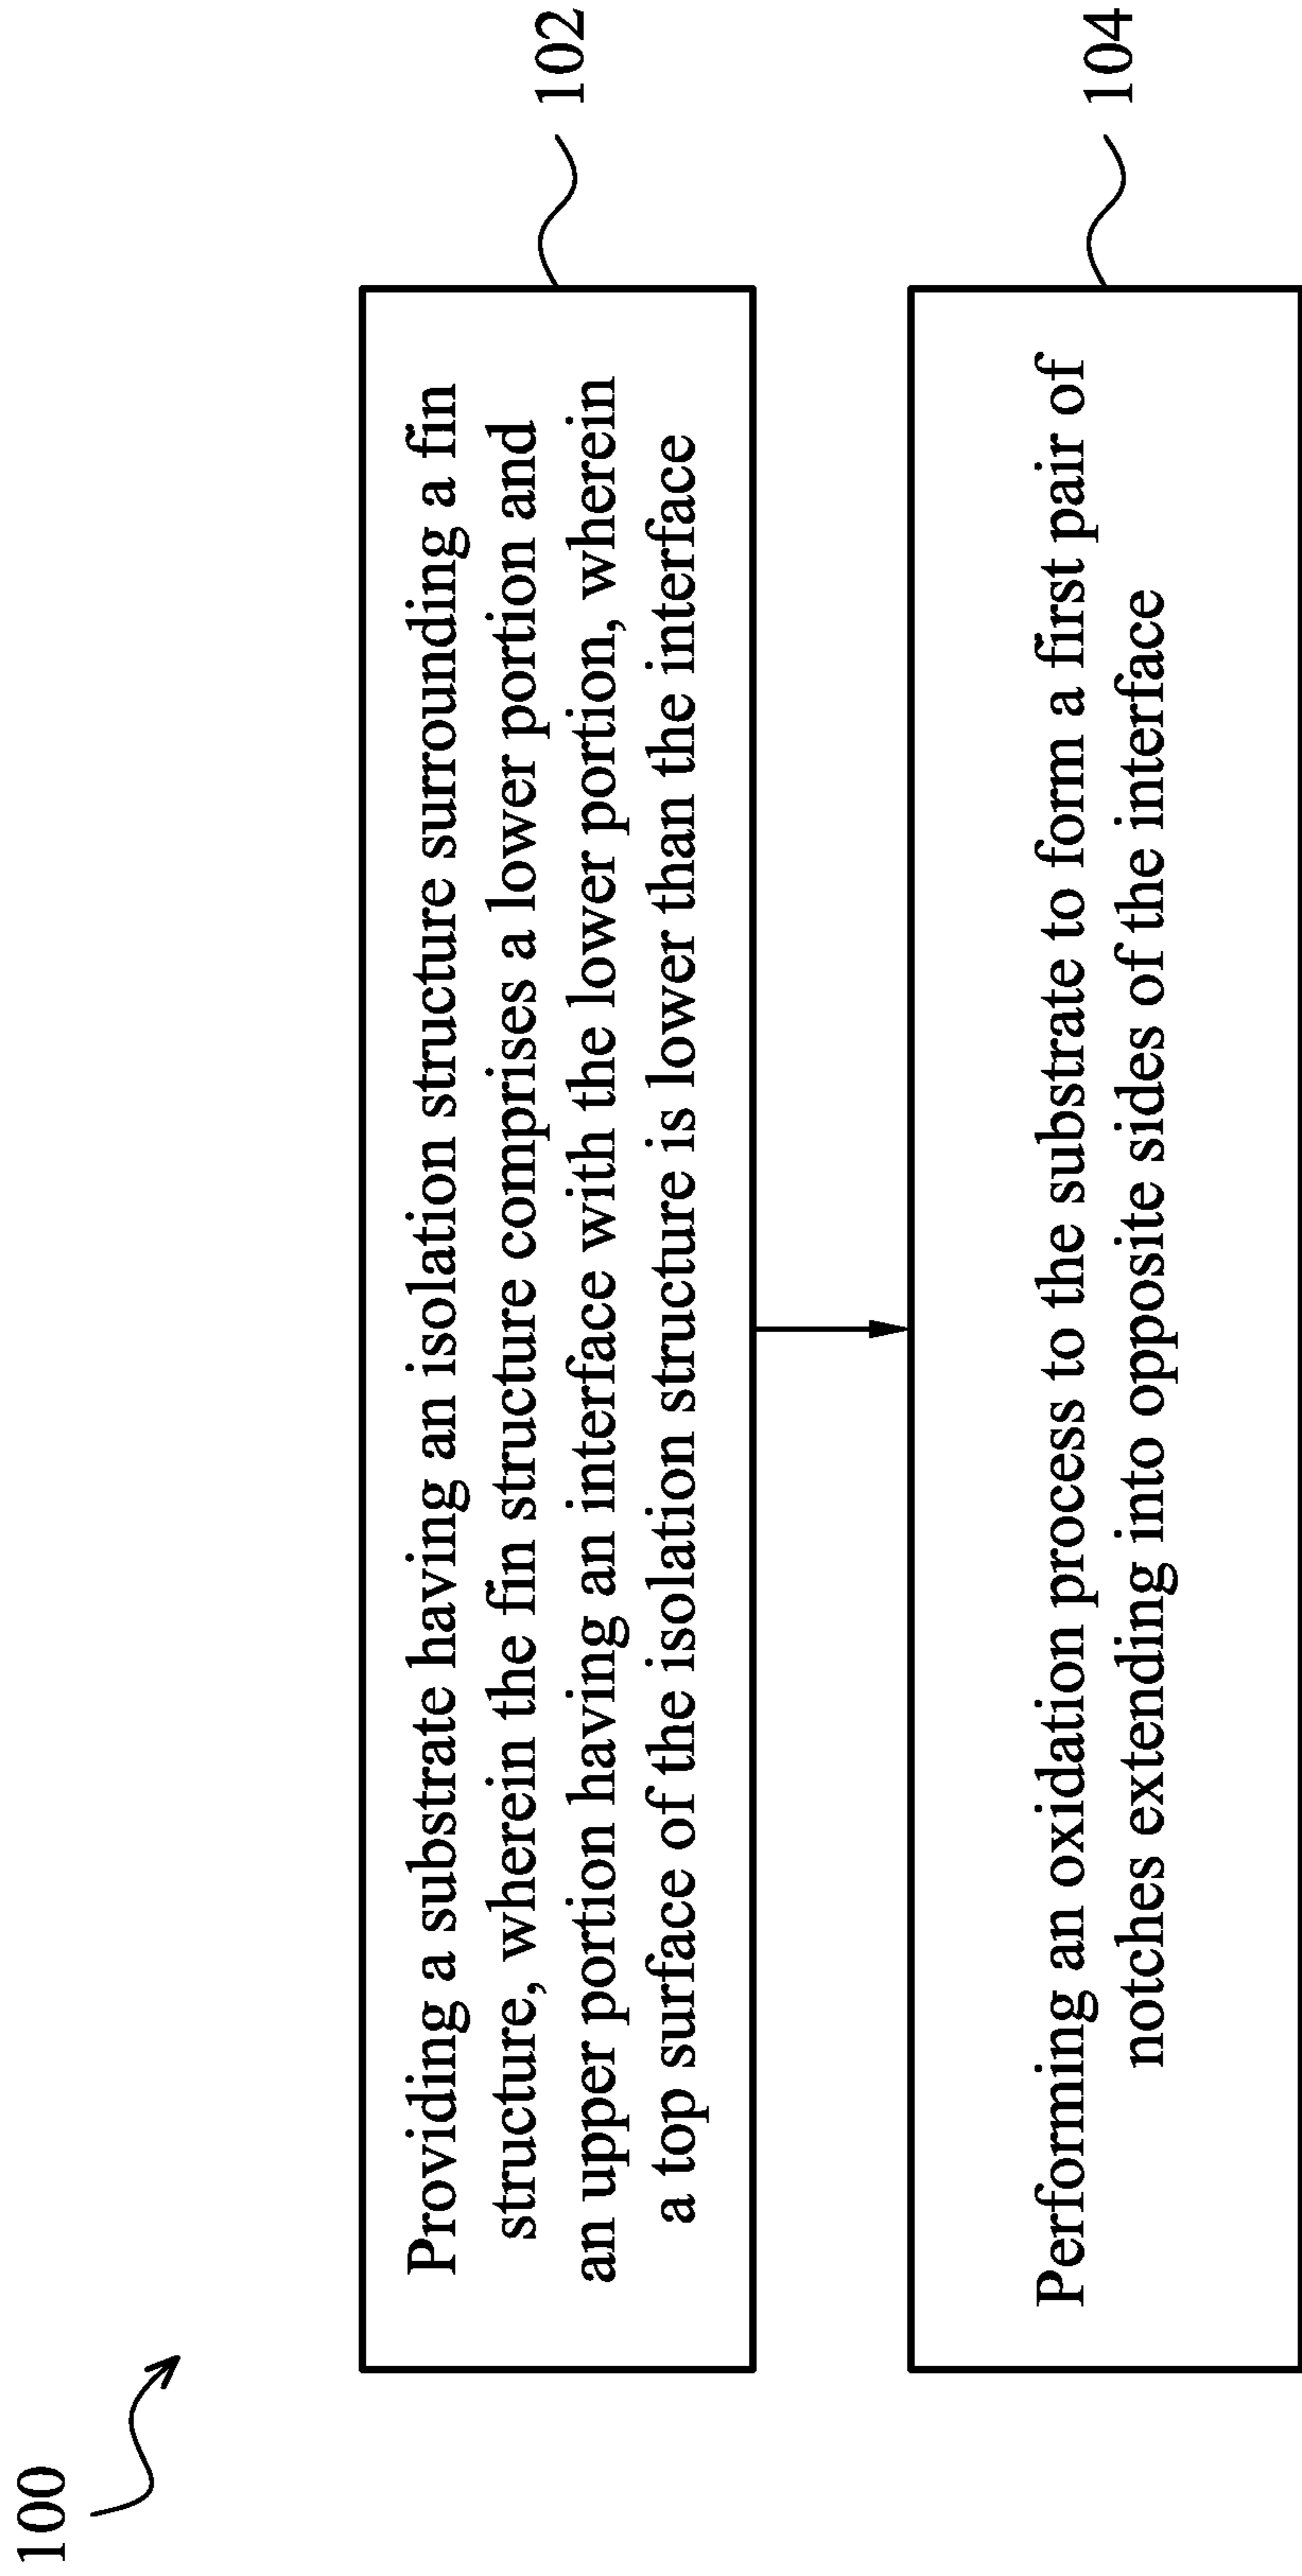 100
Providing a substrate having an isolation structure surrounding a fin
structure, wherein the fin structure comprises a lower portion and
an upper portion having an interface with the lower portion, wherein
a top surface of the isolation structure is lower than the interface
102
Performing an oxidation process to the substrate to form a first pair of
notches extending into opposite sides of the interface
104